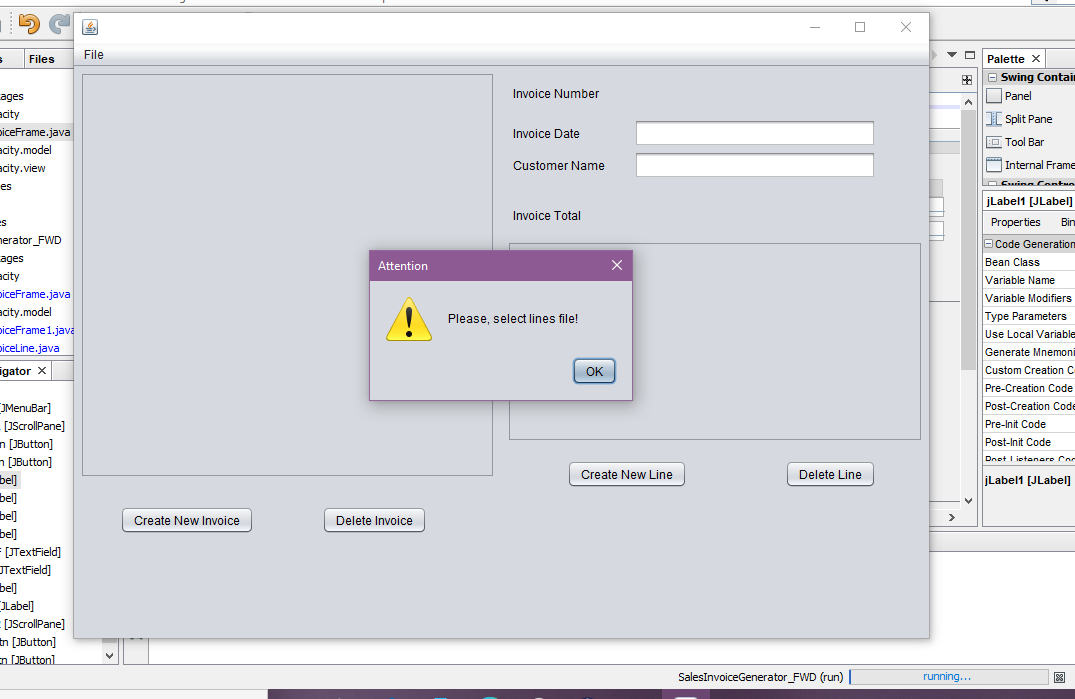 File
Invoice Number
Invoice Date
Customer Name
Invoice Total
Attention
Please, select lines file!
OK
Create New Line
Delete Line
Create New Invoice
Delete Invoice
Files
ages
acity
oiceFrame.java
acity.model
acity.view
es
es
nerator_FWD
ages
acity
oiceFrame.java
acity.model
oiceFrame1.java
oiceLine.java
igator
[JMenuBar]
[JScrollPane]
n [JButton]
n [JButton]
bel]
bel]
bel]
bel]
[JTextField]
JTextField]
bel]
[JLabel]
[JScrollPane]
tn [JButton]
tn [JButton]
Palette
Swing Contai
Panel
Split Pane
Tool Bar
Internal Frame
Swing Contro
jLabel1 [JLabel]
Properties Bin
Code Generation
Bean Class
Variable Name
Variable Modifiers
Type Parameters
Use Local Variable
Generate Mnemoni
Custom Creation C
Pre-Creation Code
Post-Creation Code
Pre-Init Code
Post-Init Code
Post-Listeners Cod
jLabel1 [JLabel]
SalesInvoiceGenerator_FWD (run)
running...